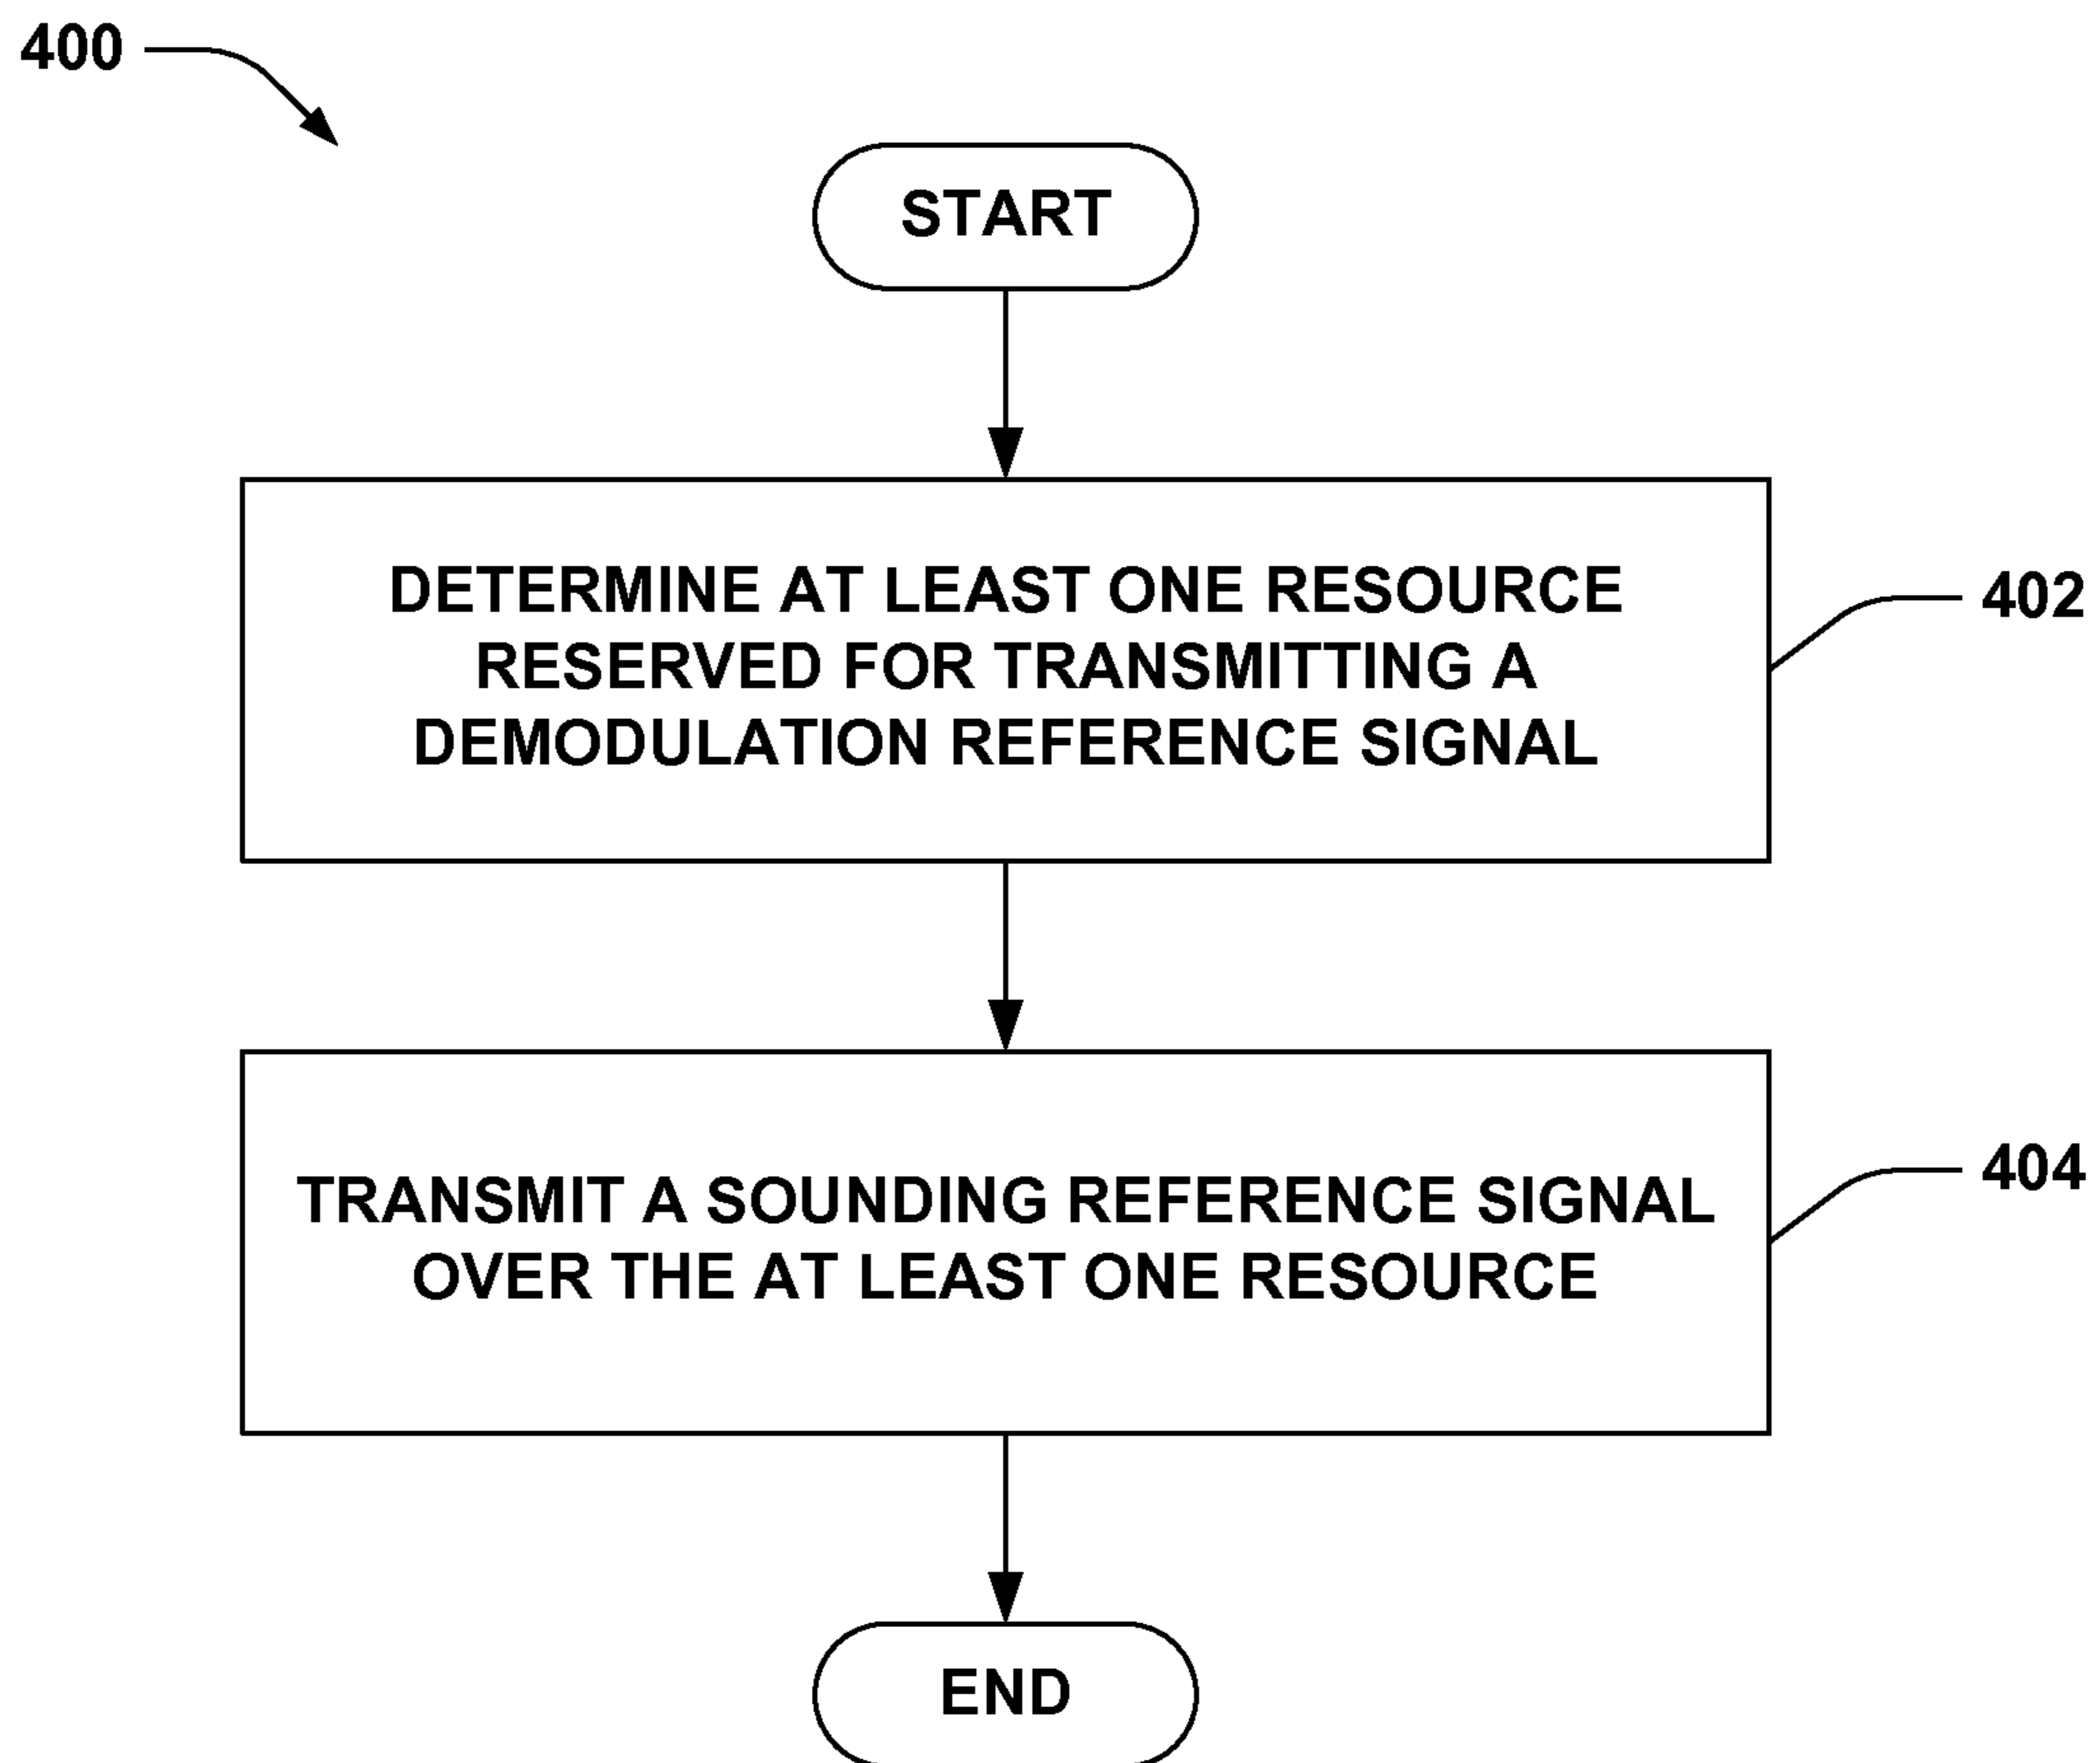 400
START
DETERMINE AT LEAST ONE RESOURCE
RESERVED FOR TRANSMITTING A
DEMODULATION REFERENCE SIGNAL
402
TRANSMIT A SOUNDING REFERENCE SIGNAL
OVER THE AT LEAST ONE RESOURCE
404
END